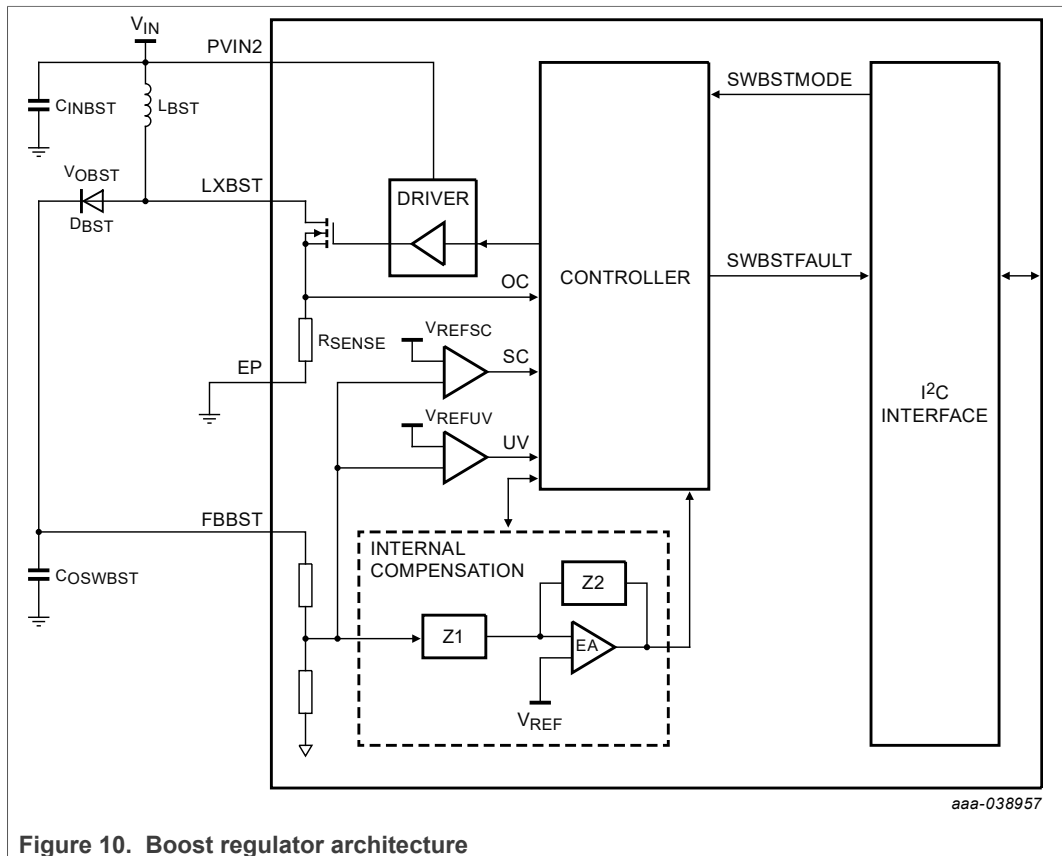 VIN
PVIN2
CINBST
LBST
VOBST
DBST
LXBST
DRIVER
CONTROLLER
SWBSTMODE
SWBSTFAULT
I2C
INTERFACE
OC
RSENSE
EP
VREFSC
SC
VREFUV
UV
FBBST
COSWBST
INTERNAL
COMPENSATION
Z1
Z2
EA
VREF
aaa-038957
Figure 10. Boost regulator architecture